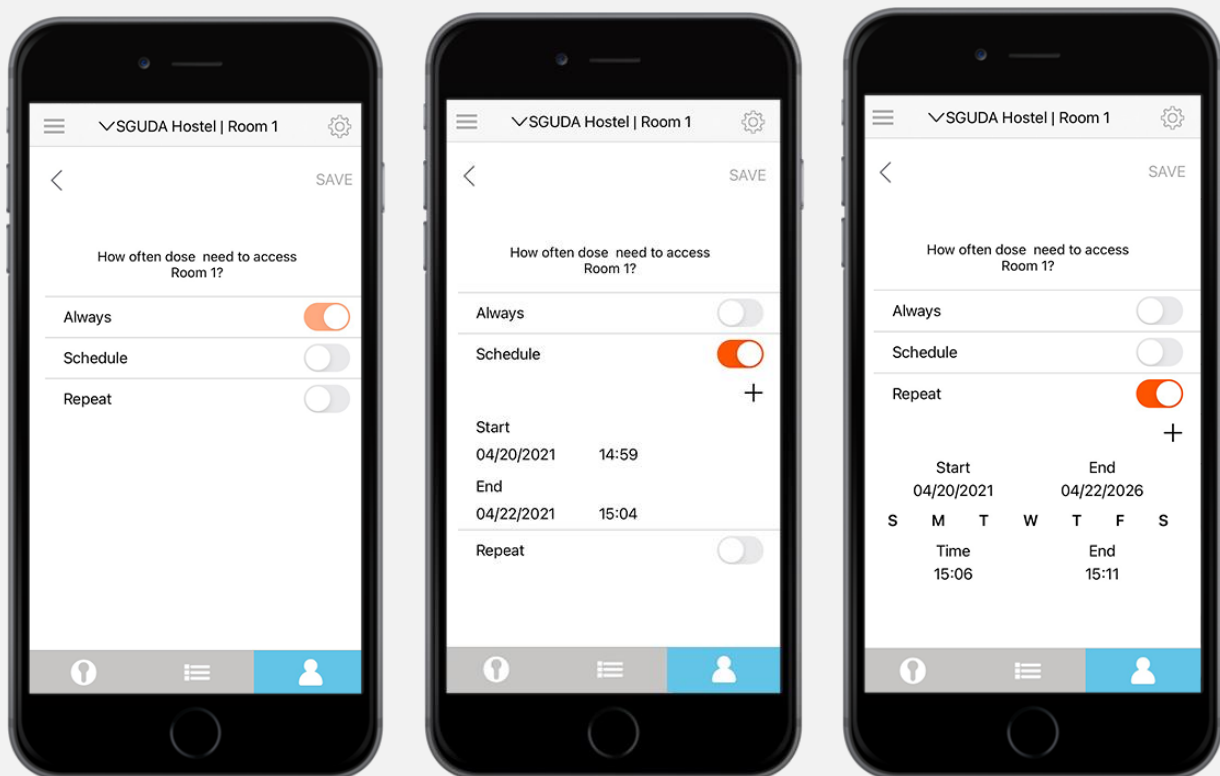 SGUDA Hostel | Room 1
SAVE
How often dose need to access
Room 1?
Always
Schedule
Repeat
SGUDA Hostel | Room 1
SAVE
How often dose need to access
Room 1?
Always
Schedule
+
Start
04/20/2021 14:59
End
04/22/2021 15:04
Repeat
SGUDA Hostel | Room 1
SAVE
How often dose need to access
Room 1?
Always
Schedule
Repeat
+
Start End
04/20/2021 04/22/2026
S M T W T F S
Time End
15:06 15:11